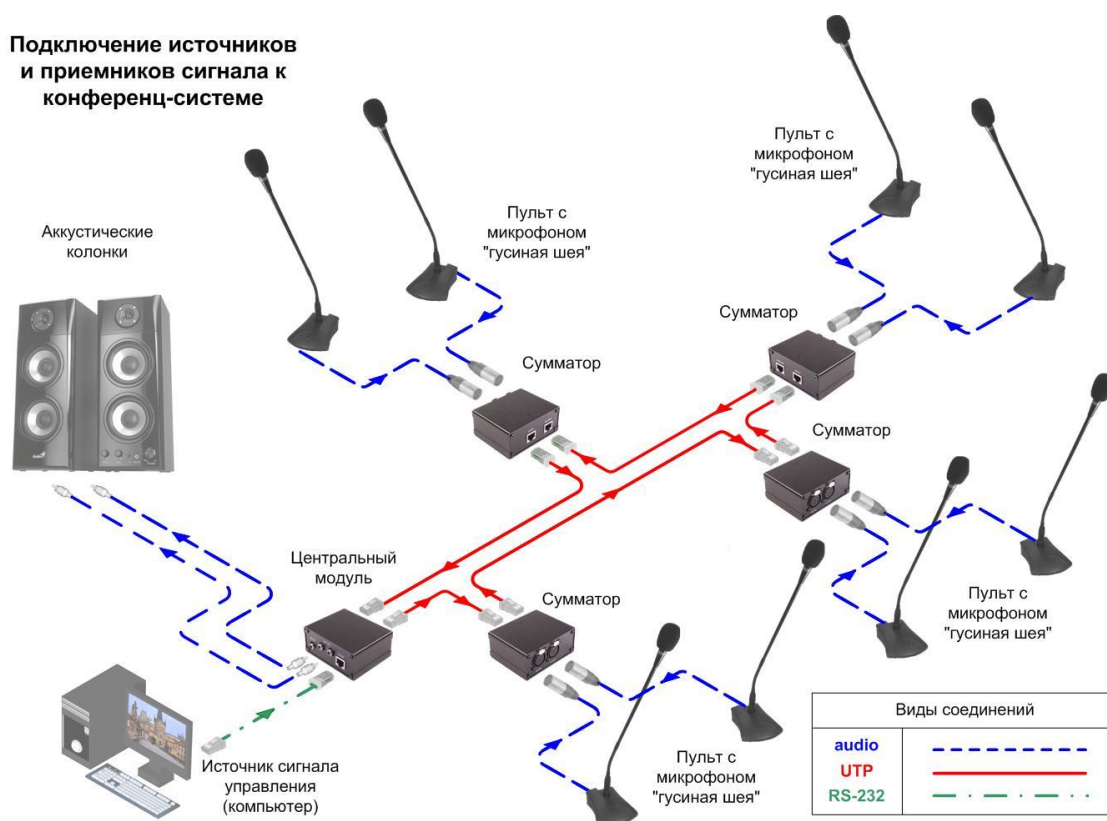 Подключение источников
и приемников сигнала к
конференц-системе
Пульт с
микрофоном
"гусиная шея"
Пульт с
микрофоном
"гусиная шея"
Аккустические
колонки
Сумматор
Сумматор
Сумматор
Центральный
модуль
Сумматор
Пульт с
микрофоном
"гусиная шея"
Пульт с
микрофоном
"гусиная шея"
Источник сигнала
управления
(компьютер)
Виды соединений
audio
UTP
RS-232